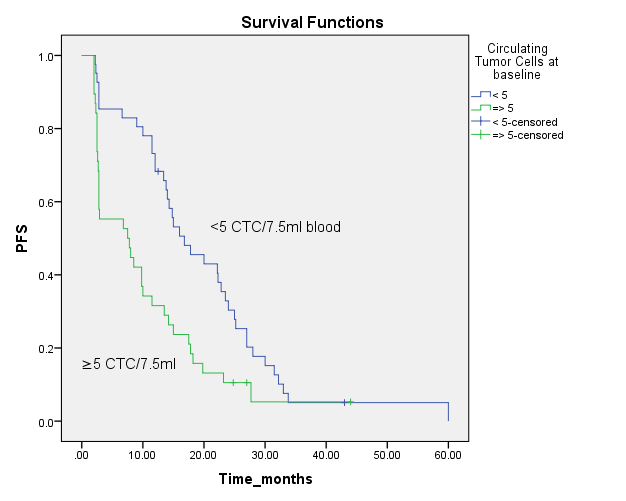 Survival Functions
Circulating
Tumor Cells at
baseline
< 5
=> 5
< 5-censored
=> 5-censored
1.0
0.8
0.6
0.4
0.2
0.0
PFS
<5 CTC/7.5ml blood
≥5 CTC/7.5ml
.00 10.00 20.00 30.00 40.00 50.00 60.00
Time_months